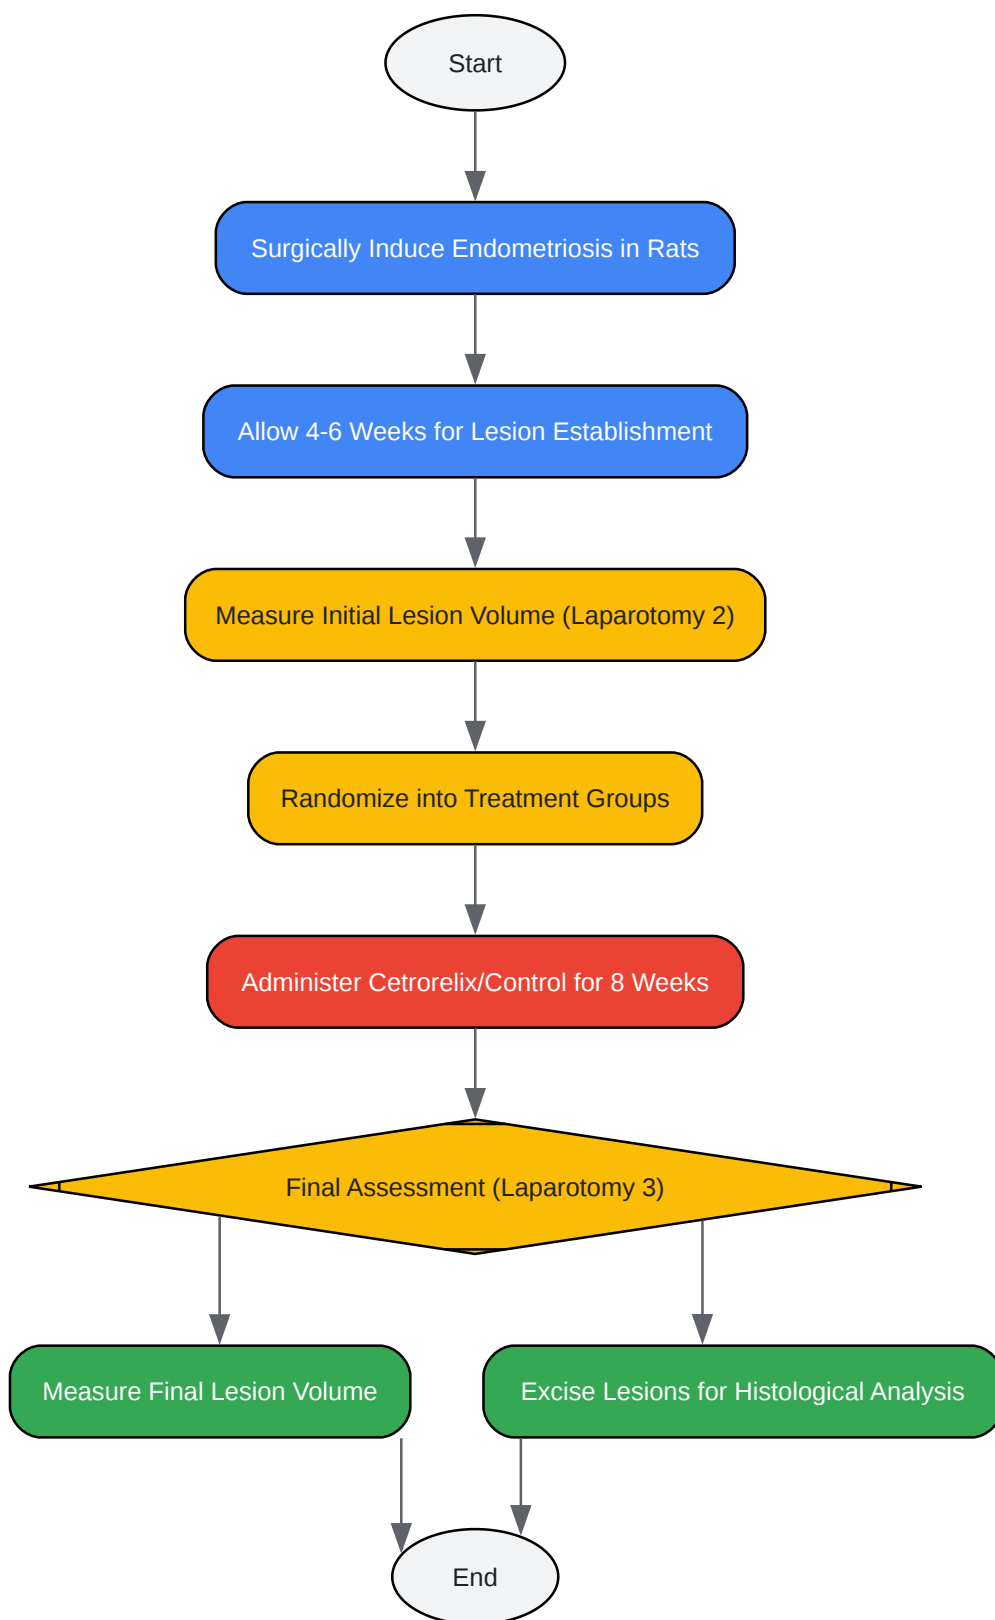 Start
Surgically Induce Endometriosis in Rats
Allow 4-6 Weeks for Lesion Establishment
Measure Initial Lesion Volume (Laparotomy 2)
Randomize into Treatment Groups
Administer Cetrorelix/Control for 8 Weeks
Final Assessment (Laparotomy 3)
Measure Final Lesion Volume
Excise Lesions for Histological Analysis
End